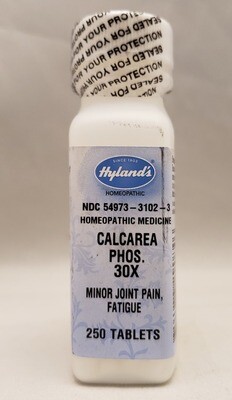 SEALED FOR YOUR PROTECTION
SINCE 1903
Hyland's
HOMEOPATHIC
NDC 54973-3102-3
HOMEOPATHIC MEDICINE
CALCAREA
PHOS.
30X
MINOR JOINT PAIN,
FATIGUE
250 TABLETS